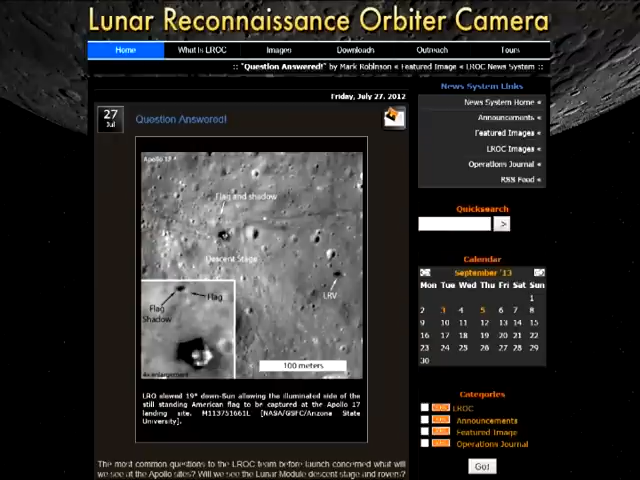 Lunar Reconnaissance Orbiter Camera
Home
What Is LROC
Images
Downloads
Outreach
Tours
:: "Question Answered!" by Mark Robinson « Featured Image « LROC News System ::
Friday, July 27, 2012
27
Jul
Question Answered!
Apollo 17
Flag and shadow
Descent Stage
LRV
Flag
Flag
Shadow
4x enlargement
100 meters
LRO slewed 19° down-Sun allowing the illuminated side of the
still standing American flag to be captured at the Apollo 17
landing site. M113751661L [NASA/GSFC/Arizona State
University].
The most common questions to the LROC team before launch concerned what will
we see at the Apollo sites? Will we see the Lunar Module descent stage and rovers?
News System Links
News System Home «
Announcements «
Featured Images «
LROC Images «
Operations Journal «
RSS Feed «
Quicksearch
>
Calendar
September '13
Mon Tue Wed Thu Fri Sat Sun
1
2 3 4 5 6 7 8
9 10 11 12 13 14 15
16 17 18 19 20 21 22
23 24 25 26 27 28 29
30
Categories
LROC
Announcements
Featured Image
Operations Journal
Go!